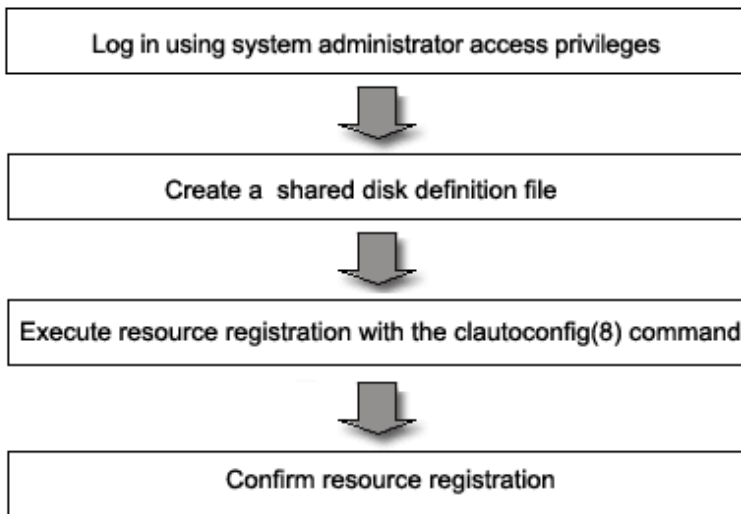 Log in using system administrator access privileges
Create a shared disk definition file
Execute resource registration with the clautoconfig(8) command
Confirm resource registration